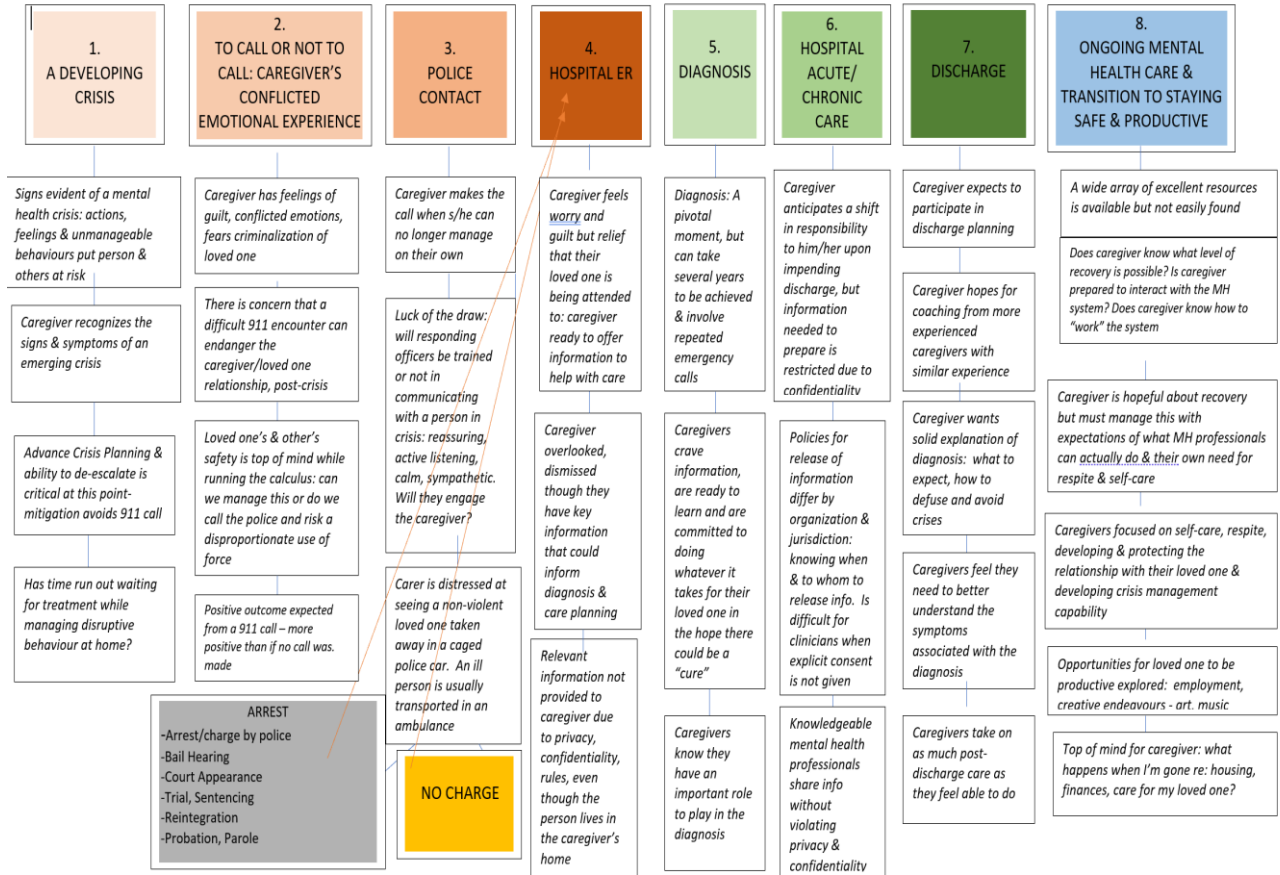 1.
A DEVELOPING
CRISIS
Signs evident of a mental
health crisis: actions,
feelings & unmanageable
behaviours put person &
others at risk
Caregiver recognizes the
signs & symptoms of an
emerging crisis
Advance Crisis Planning &
ability to de-escalate is
critical at this point-
mitigation avoids 911 call
Has time run out waiting
for treatment while
managing disruptive
behaviour at home?
2.
TO CALL OR NOT TO
CALL: CAREGIVER'S
CONFLICTED
EMOTIONAL EXPERIENCE
Caregiver has feelings of
guilt, conflicted emotions,
fears criminalization of
loved one
There is concern that a
difficult 911 encounter can
endanger the
caregiver/loved one
relationship, post-crisis
Loved one's & other's
safety is top of mind while
running the calculus: can
we manage this or do we
call the police and risk a
disproportionate use of
force
Positive outcome expected
from a 911 call – more
positive than if no call was.
made
ARREST
-Arrest/charge by police
-Bail Hearing
-Court Appearance
-Trial, Sentencing
-Reintegration
-Probation, Parole
3.
POLICE
CONTACT
Caregiver makes the
call when s/he can
no longer manage
on their own
Luck of the draw:
will responding
officers be trained
or not in
communicating
with a person in
crisis: reassuring,
active listening,
calm, sympathetic.
Will they engage
the caregiver?
Carer is distressed at
seeing a non-violent
loved one taken
away in a caged
police car. An ill
person is usually
transported in an
ambulance
NO CHARGE
4.
HOSPITAL ER
Caregiver feels
worry and
guilt but relief
that their
loved one is
being attended
to: caregiver
ready to offer
information to
help with care
Caregiver
overlooked,
dismissed
though they
have key
information
that could
inform
diagnosis &
care planning
Relevant
information not
provided to
caregiver due
to privacy,
confidentiality,
rules, even
though the
person lives in
the caregiver's
home
5.
DIAGNOSIS
Diagnosis: A
pivotal
moment, but
can take
several years
to be achieved
& involve
repeated
emergency
calls
Caregivers
crave
information,
are ready to
learn and are
committed to
doing
whatever it
takes for their
loved one in
the hope there
could be a
"cure"
Caregivers
know they
have an
important role
to play in the
diagnosis
6.
HOSPITAL
ACUTE/
CHRONIC
CARE
Caregiver
anticipates a shift
in responsibility
to him/her upon
impending
discharge, but
information
needed to
prepare is
restricted due to
confidentiality
Policies for
release of
information
differ by
organization &
jurisdiction:
knowing when
& to whom to
release info. Is
difficult for
clinicians when
explicit consent
is not given
Knowledgeable
mental health
professionals
share info
without
violating
privacy &
confidentiality
7.
DISCHARGE
Caregiver expects to
participate in
discharge planning
Caregiver hopes for
coaching from more
experienced
caregivers with
similar experience
Caregiver wants
solid explanation of
diagnosis: what to
expect, how to
defuse and avoid
crises
Caregivers feel they
need to better
understand the
symptoms
associated with the
diagnosis
Caregivers take on
as much post-
discharge care as
they feel able to do
8.
ONGOING MENTAL
HEALTH CARE &
TRANSITION TO STAYING
SAFE & PRODUCTIVE
A wide array of excellent resources
is available but not easily found
Does caregiver know what level of
recovery is possible? Is caregiver
prepared to interact with the MH
system? Does caregiver know how to
"work" the system
Caregiver is hopeful about recovery
but must manage this with
expectations of what MH professionals
can actually do & their own need for
respite & self-care
Caregivers focused on self-care, respite,
developing & protecting the
relationship with their loved one &
developing crisis management
capability
Opportunities for loved one to be
productive explored: employment,
creative endeavours - art, music
Top of mind for caregiver: what
happens when I'm gone re: housing,
finances, care for my loved one?